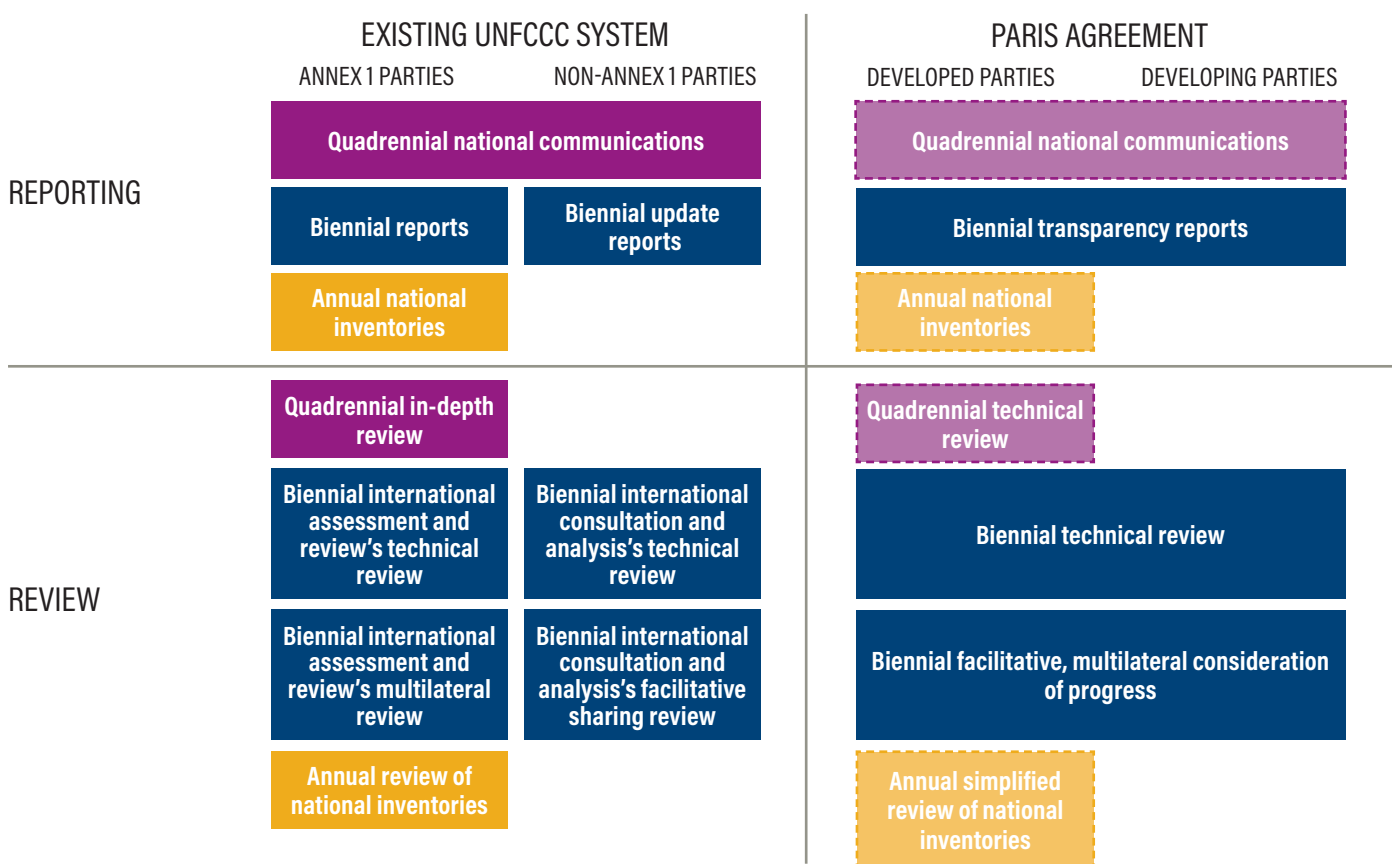 EXISTING UNFCCC SYSTEM
PARIS AGREEMENT
ANNEX 1 PARTIES
NON-ANNEX 1 PARTIES
DEVELOPED PARTIES
DEVELOPING PARTIES
REPORTING
Quadrennial national communications
Quadrennial national communications
Biennial reports
Biennial update
reports
Biennial transparency reports
Annual national
inventories
Annual national
inventories
REVIEW
Quadrennial in-depth
review
Quadrennial technical
review
Biennial international
assessment and
review's technical
review
Biennial international
consultation and
analysis's technical
review
Biennial technical review
Biennial international
assessment and
review's multilateral
review
Biennial international
consultation and
analysis's facilitative
sharing review
Biennial facilitative, multilateral consideration
of progress
Annual review of
national inventories
Annual simplified
review of national
inventories